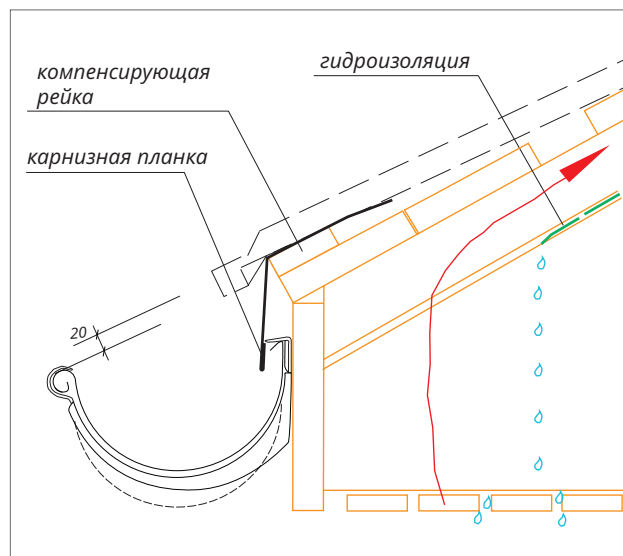 компенсирующая
рейка
гидроизоляция
карнизная планка
20